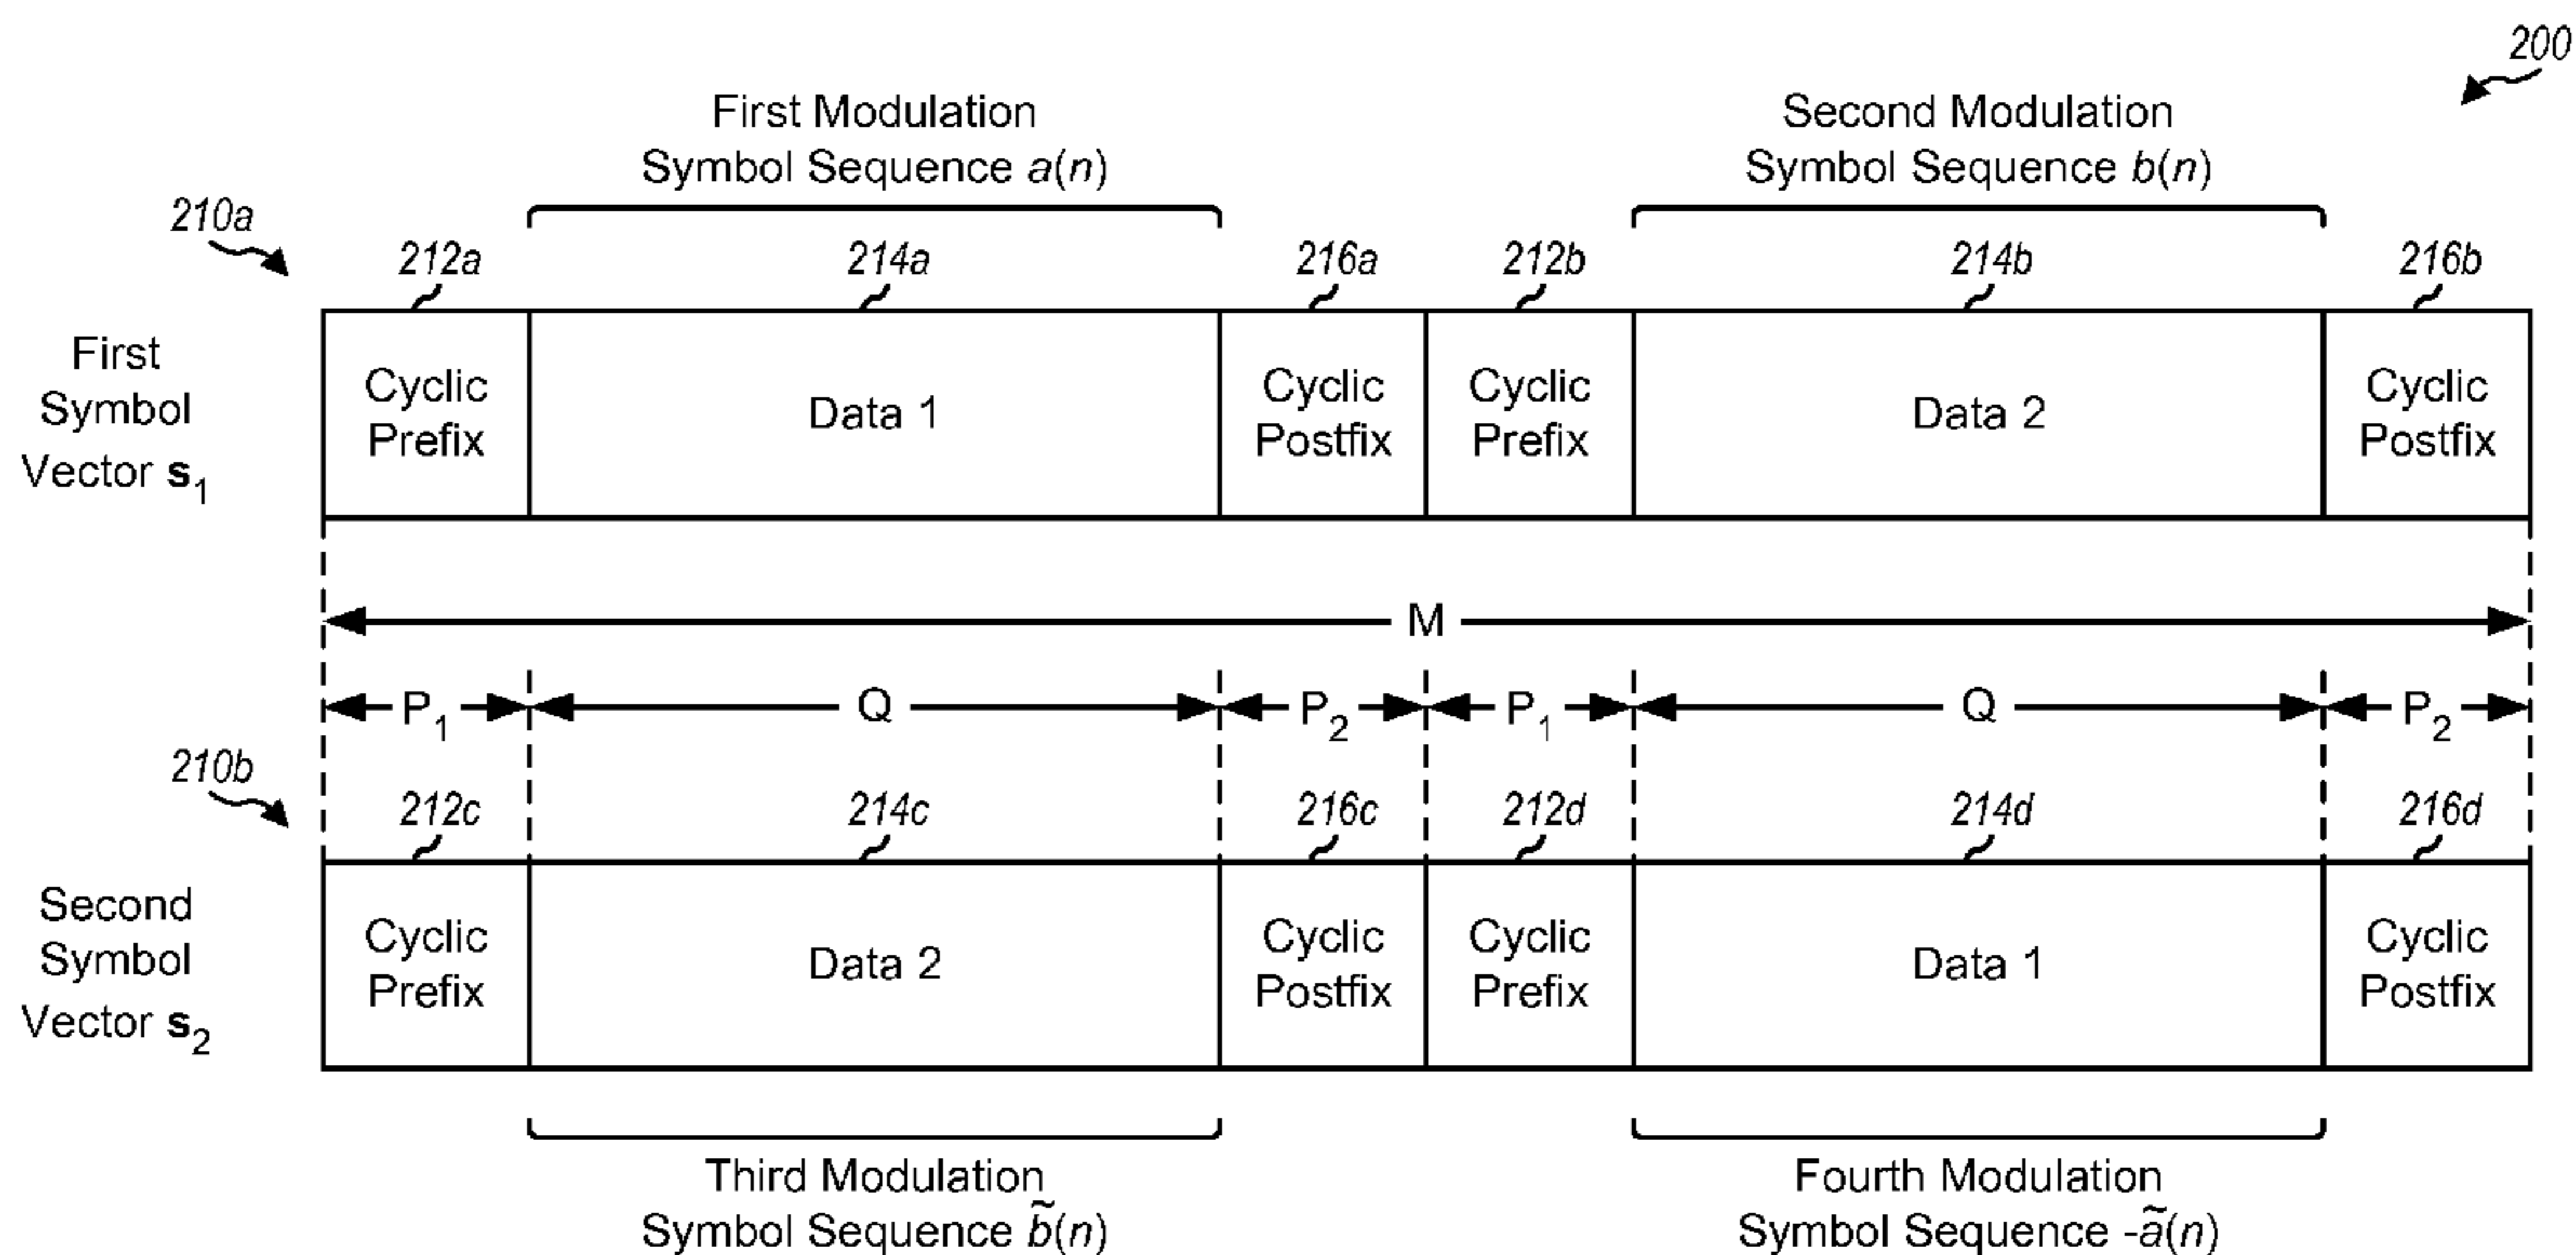 200
First Modulation
Symbol Sequence a(n)
Second Modulation
Symbol Sequence b(n)
210a
212a
214a
216a
212b
214b
216b
First
Symbol
Vector s₁
Cyclic
Prefix
Data 1
Cyclic
Postfix
Cyclic
Prefix
Data 2
Cyclic
Postfix
M
P₁
Q
P₂
P₁
Q
P₂
210b
212c
214c
216c
212d
214d
216d
Second
Symbol
Vector s₂
Cyclic
Prefix
Data 2
Cyclic
Postfix
Cyclic
Prefix
Data 1
Cyclic
Postfix
Third Modulation
Symbol Sequence b̃(n)
Fourth Modulation
Symbol Sequence -ã(n)